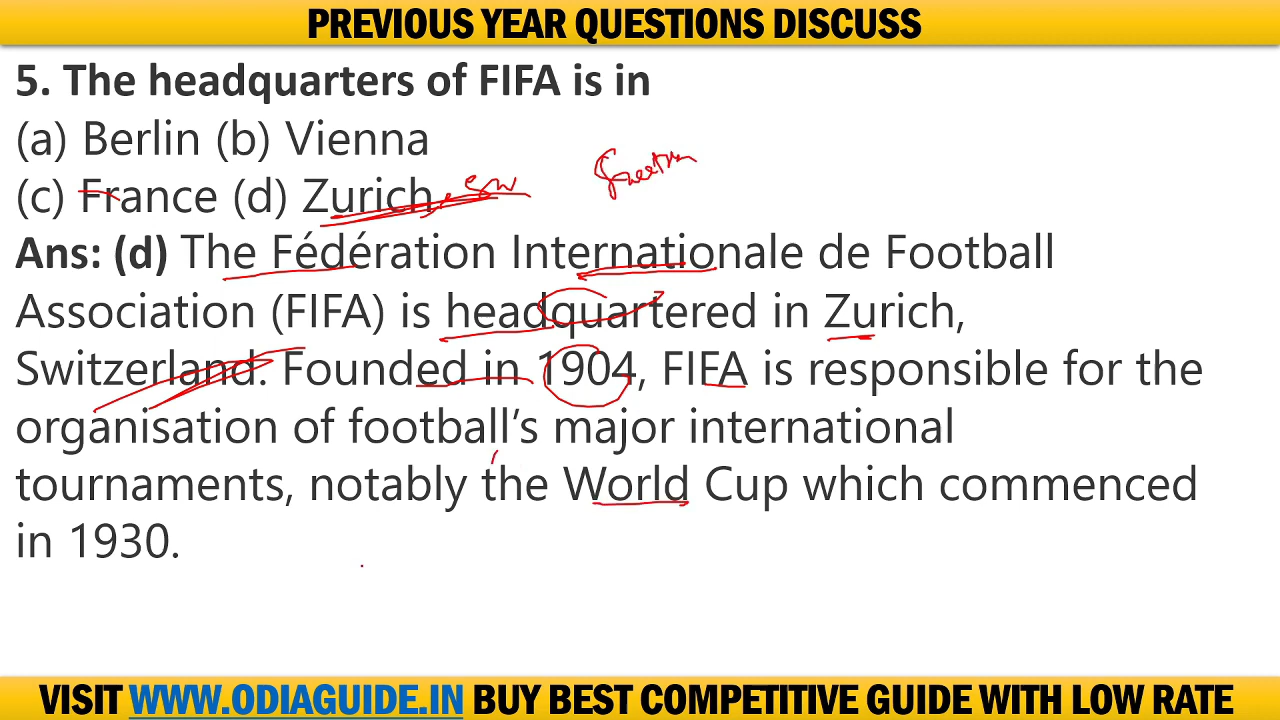 PREVIOUS YEAR QUESTIONS DISCUSS
5. The headquarters of FIFA is in
(a) Berlin (b) Vienna
(c) France (d) Zurich
Ans: (d) The Fédération Internationale de Football
Association (FIFA) is headquartered in Zurich,
Switzerland. Founded in 1904, FIFA is responsible for the
organisation of football’s major international
tournaments, notably the World Cup which commenced
in 1930.
VISIT WWW.ODIAGUIDE.IN BUY BEST COMPETITIVE GUIDE WITH LOW RATE